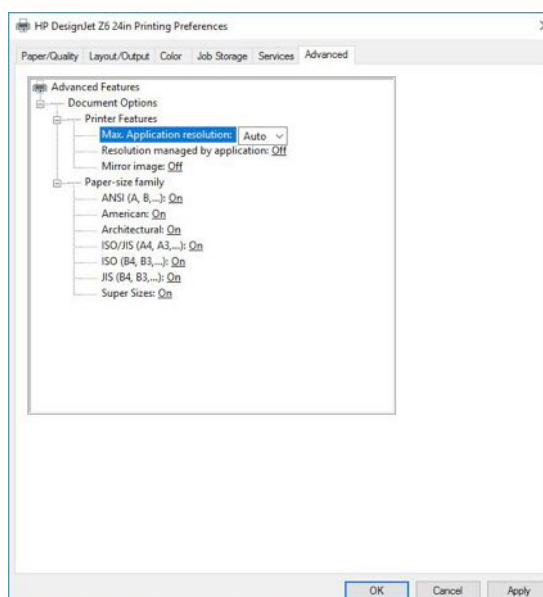 HP DesignJet Z6 24in Printing Preferences
Paper/Quality Layout/Output Color Job Storage Services Advanced
Advanced Features
Document Options
Printer Features
Max. Application resolution: Auto
Resolution managed by application: Off
Mirror image: Off
Paper-size family
ANSI (A, B,...): On
American: On
Architectural: On
ISO/JIS (A4, A3,...): On
ISO (B4, B3,...): On
JIS (B4, B3,...): On
Super Sizes: On
OK Cancel Apply